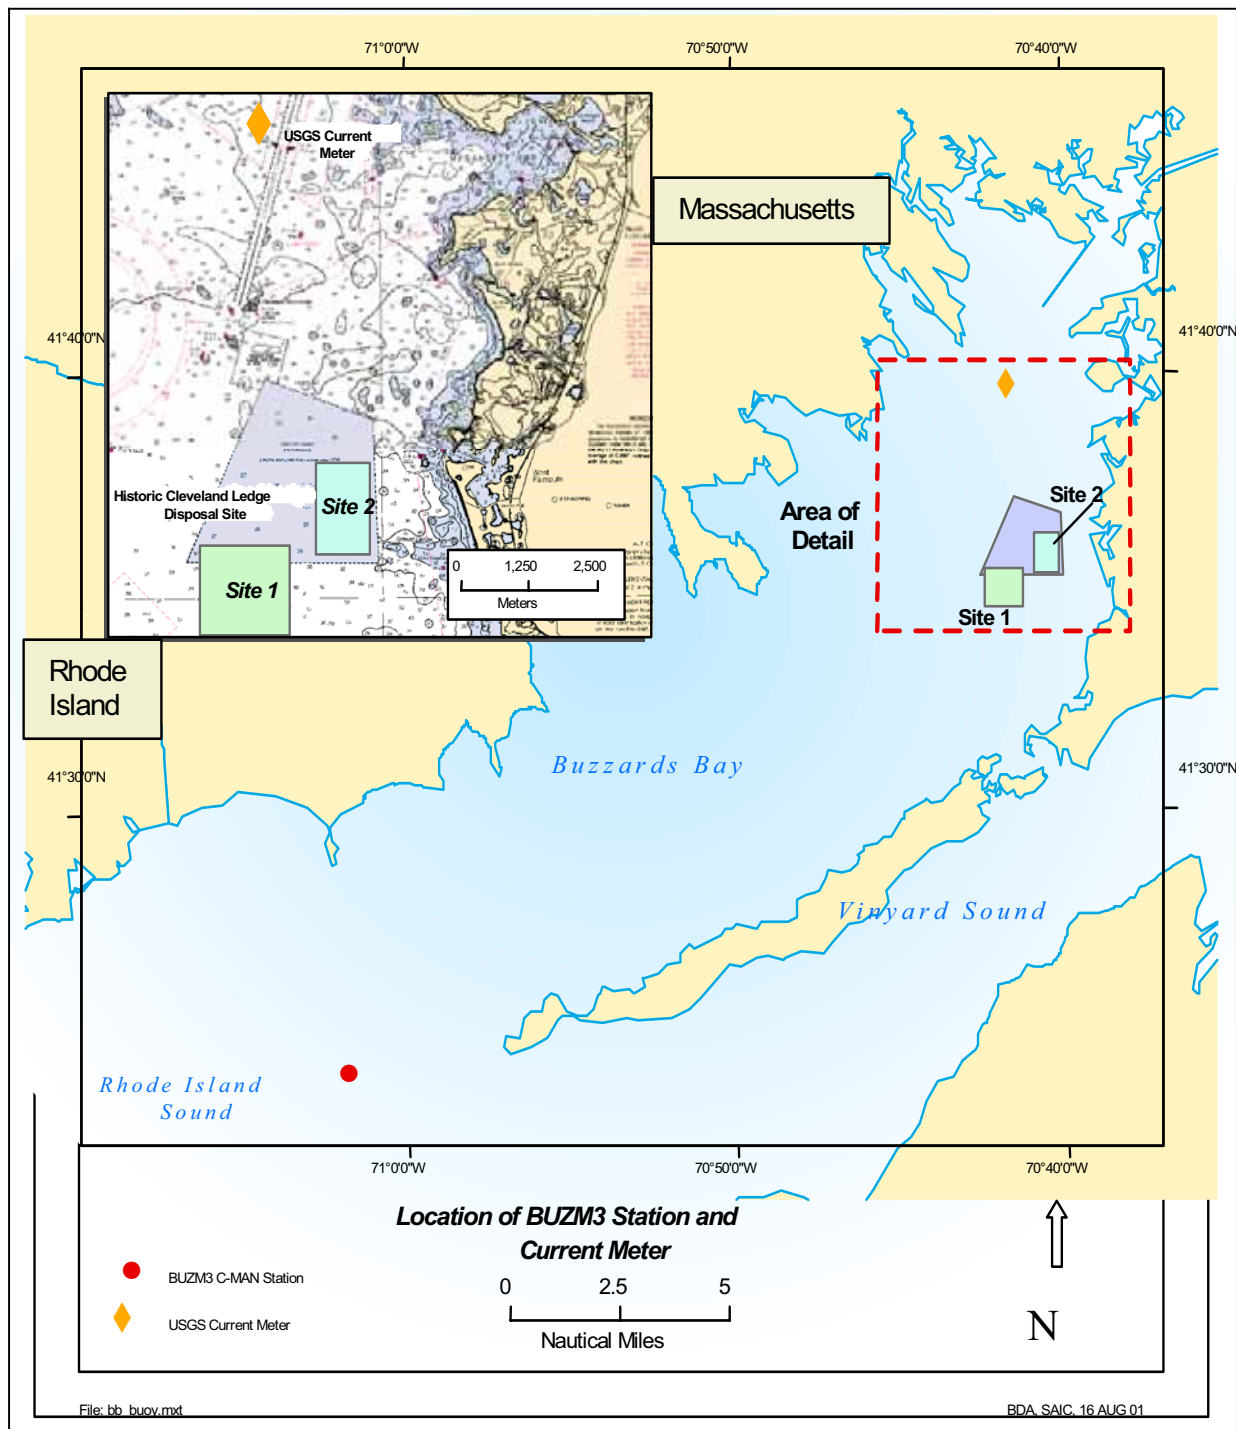 71°0'0"W
70°50'0"W
70°40'0"W
USGS Current
Meter
Massachusetts
41°40'0"N
41°40'0"N
Historic Cleveland Ledge
Disposal Site
Site 2
Site 1
0 1,250 2,500
Meters
West
Falmouth
Area of
Detail
Site 2
Site 1
Rhode
Island
41°30'0"N
41°30'0"N
Buzzards Bay
Vinyard Sound
Rhode Island
Sound
71°0'0"W
70°50'0"W
70°40'0"W
Location of BUZM3 Station and
Current Meter
BUZM3 C-MAN Station
USGS Current Meter
0 2.5 5
Nautical Miles
N
File: bb_buoy.mxt
BDA, SAIC, 16 AUG 01